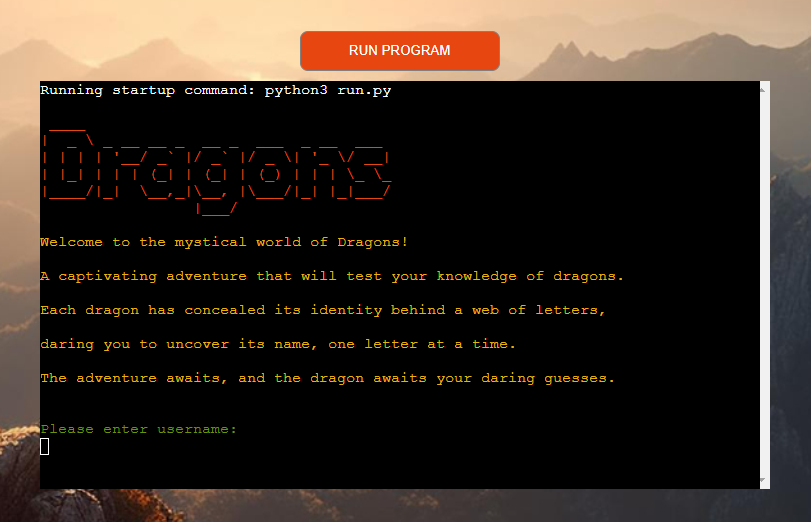 RUN PROGRAM
Running startup command: python3 run.py
Dragons
Welcome to the mystical world of Dragons!
A captivating adventure that will test your knowledge of dragons.
Each dragon has concealed its identity behind a web of letters,
daring you to uncover its name, one letter at a time.
The adventure awaits, and the dragon awaits your daring guesses.
Please enter username: